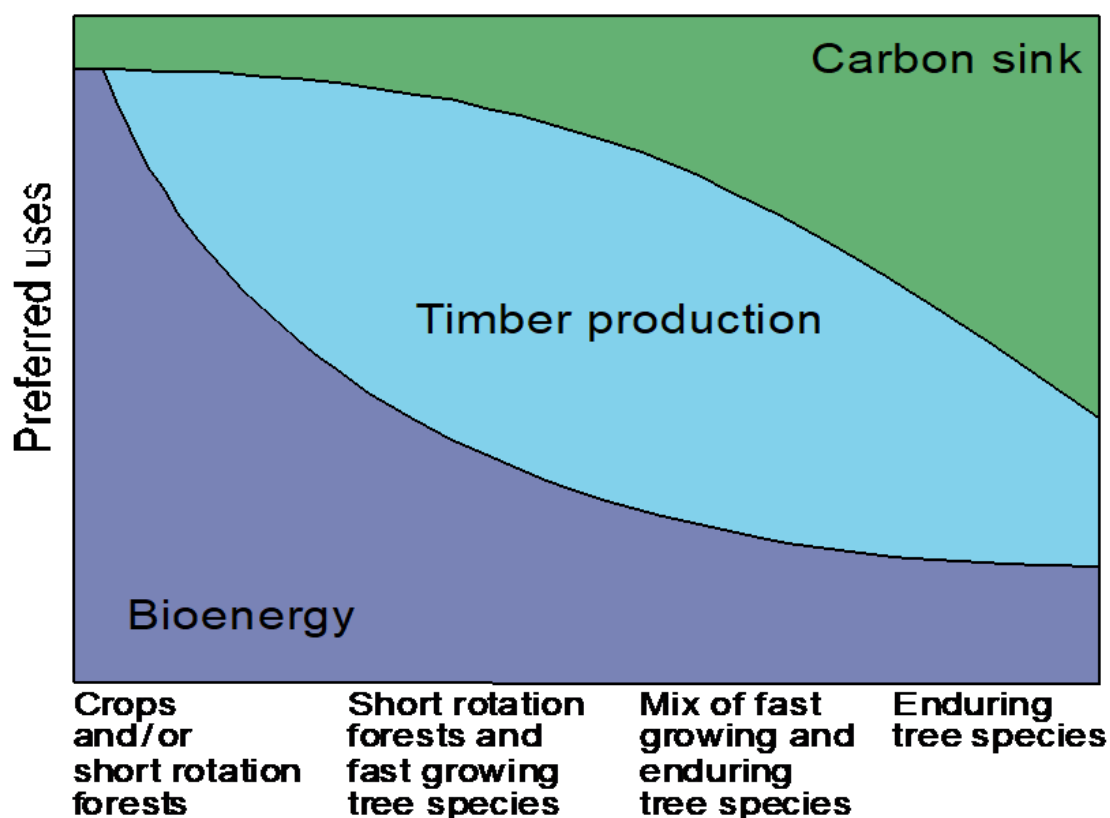 Carbon sink
Preferred uses
Timber production
Bioenergy
Crops
and/or
short rotation
forests
Short rotation
forests and
fast growing
tree species
Mix of fast
growing and
enduring
tree species
Enduring
tree species